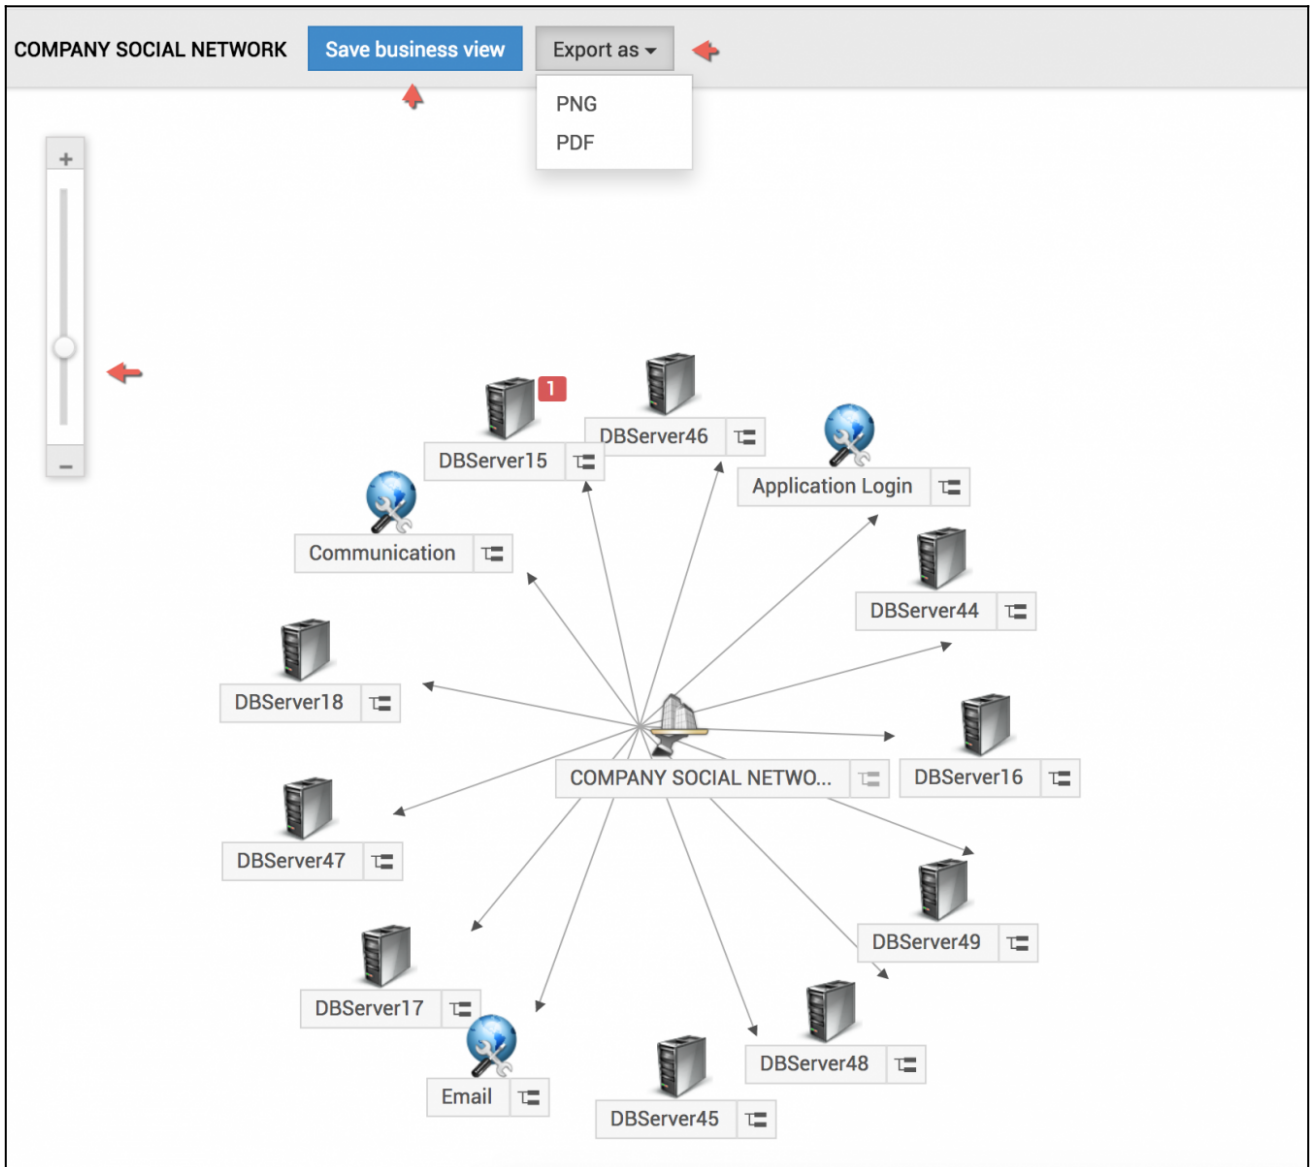 COMPANY SOCIAL NETWORK
Save business view
Export as
PNG
PDF
+
−
1
DBServer46
DBServer15
Application Login
Communication
DBServer44
DBServer18
COMPANY SOCIAL NETWO...
DBServer16
DBServer47
DBServer49
DBServer17
DBServer48
Email
DBServer45